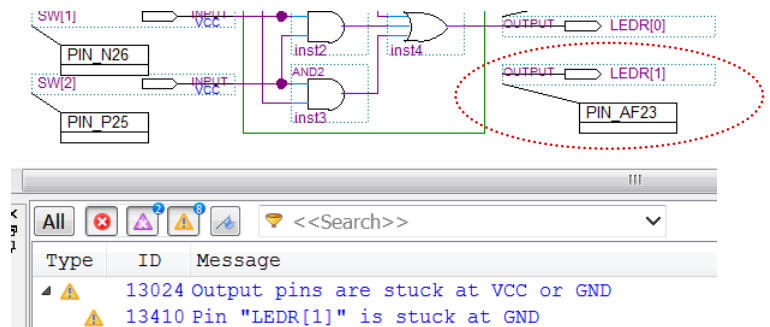 SW[1] INPUT VCC OUTPUT LEDR[0]
PIN_N26 inst2 inst4
AND2 OUTPUT LEDR[1]
SW[2] INPUT VCC
PIN_P25 inst3 PIN_AF23
All 2 8 <<Search>>
Type ID Message
13024 Output pins are stuck at VCC or GND
13410 Pin "LEDR[1]" is stuck at GND